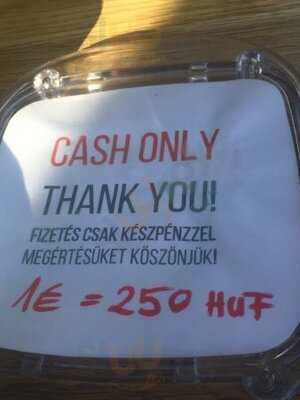 CASH ONLY
THANK YOU!
FIZETÉS CSAK KÉSZPÉNZZEL
MEGÉRTÉSÜKET KÖSZÖNJÜK!
1€ = 250 HUF